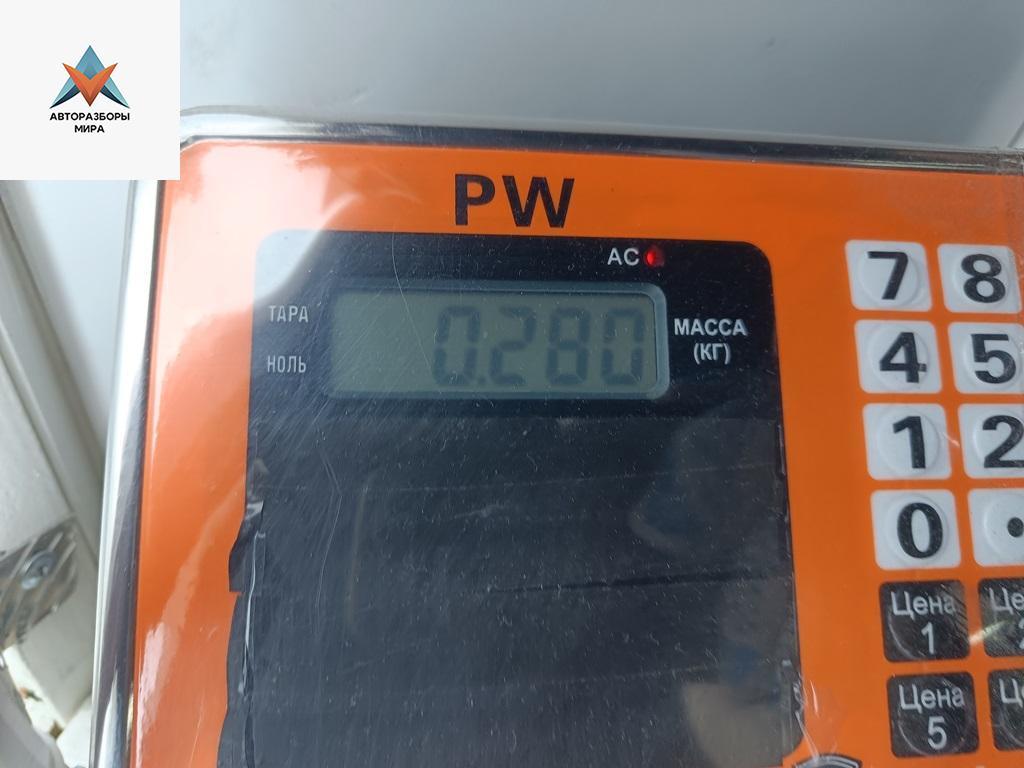 АВТОРАЗБОРЫ
МИРА
PW
AC
ТАРА
НОЛЬ
0.280
МАССА
(КГ)
7 8
4 5
1 2
0 .
Цена
1
Цена
5